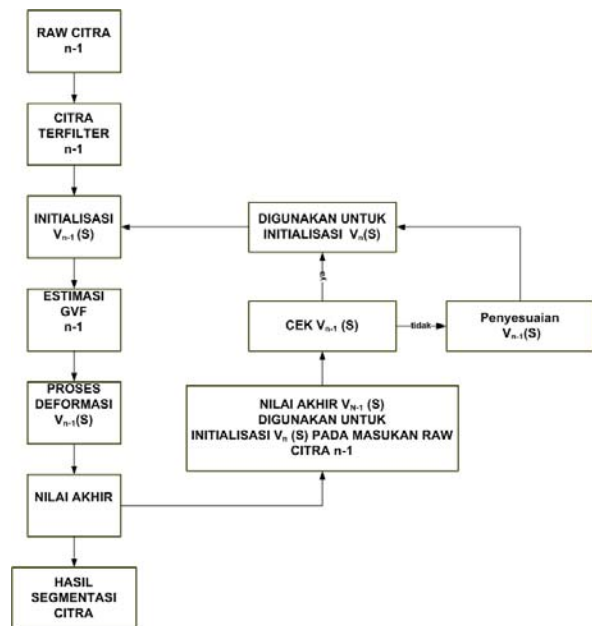 RAW CITRA
n-1
CITRA
TERFILTER
n-1
INITIALISASI
Vn-1 (S)
DIGUNAKAN UNTUK
INITIALISASI Vn(S)
ESTIMASI
GVF
n-1
CEK Vn-1 (S)
tidak
Penyesuaian
Vn-1(S)
PROSES
DEFORMASI
Vn-1(S)
NILAI AKHIR VN-1 (S)
DIGUNAKAN UNTUK
INITIALISASI Vn (S) PADA MASUKAN RAW
CITRA n-1
NILAI AKHIR
HASIL
SEGMENTASI
CITRA